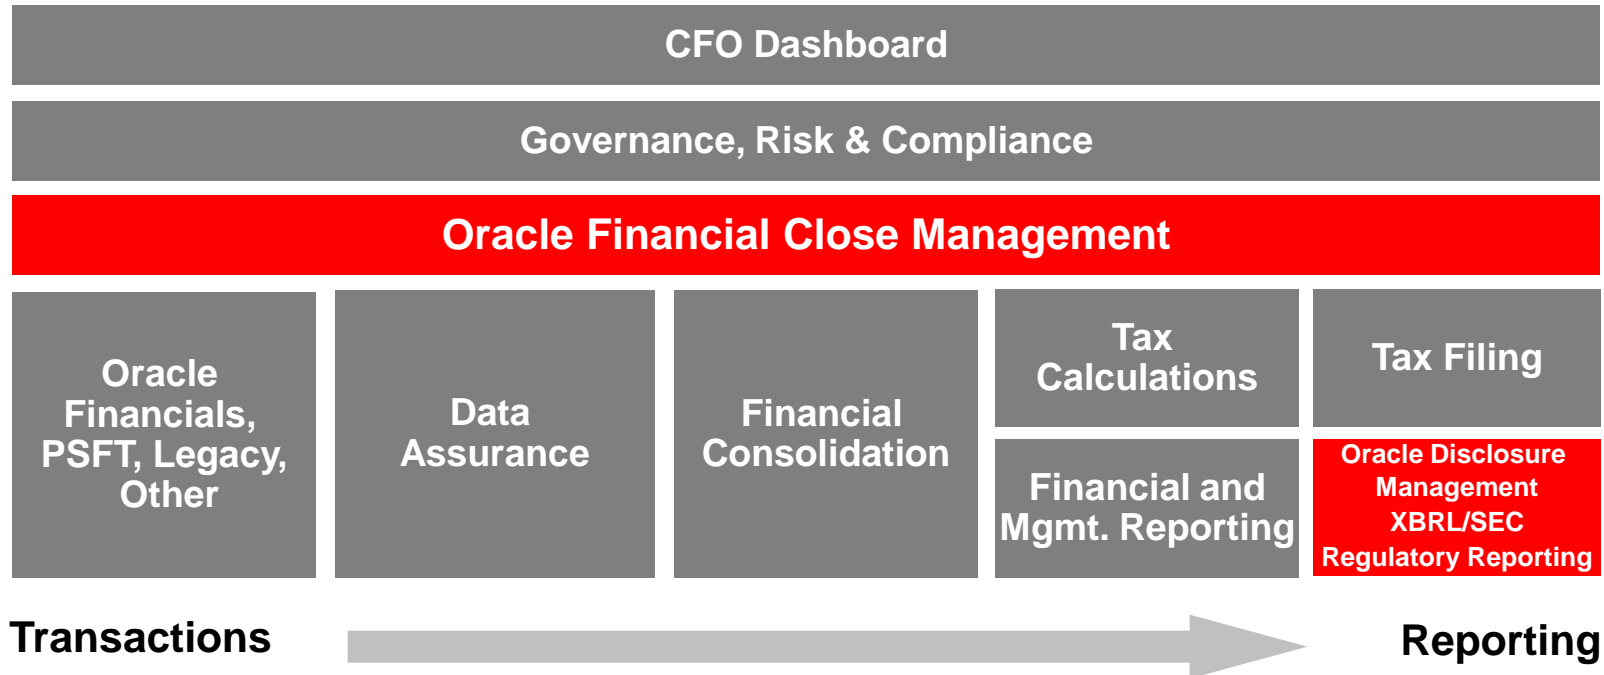 CFO Dashboard
Governance, Risk & Compliance
Oracle Financial Close Management
Oracle
Financials,
PSFT, Legacy,
Other
Data
Assurance
Financial
Consolidation
Tax
Calculations
Tax Filing
Financial and
Mgmt. Reporting
Oracle Disclosure
Management
XBRL/SEC
Regulatory Reporting
Transactions
Reporting